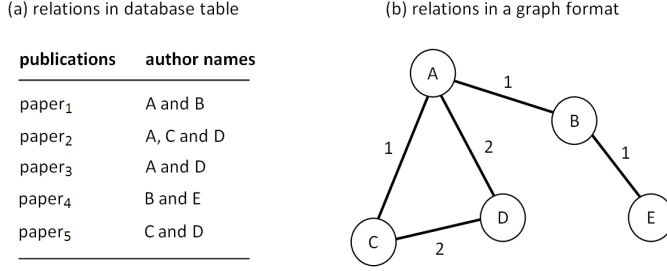 (a) relations in database table
publications author names
paper1 A and B
paper2 A, C and D
paper3 A and D
paper4 B and E
paper5 C and D
(b) relations in a graph format
A
1
B
1
2
1
D
E
C
2